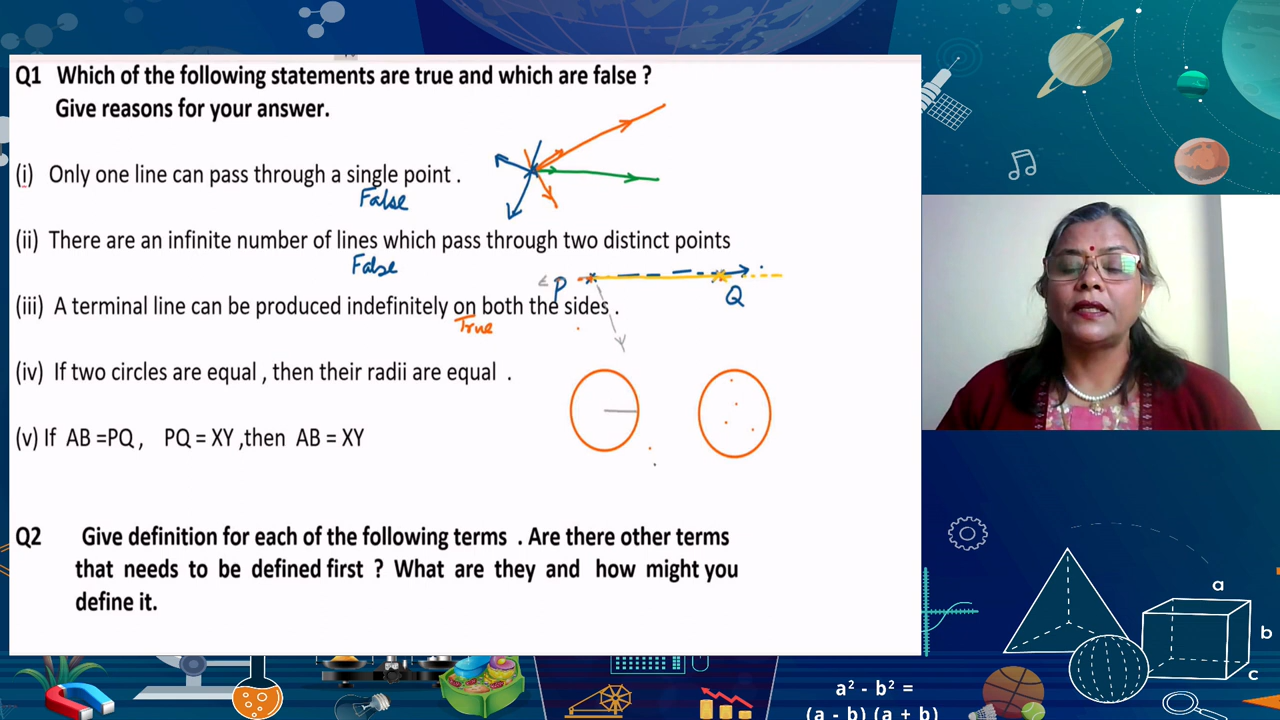 Q1 Which of the following statements are true and which are false ?
Give reasons for your answer.
(i) Only one line can pass through a single point .
False
(ii) There are an infinite number of lines which pass through two distinct points
False
P
Q
(iii) A terminal line can be produced indefinitely on both the sides .
True
(iv) If two circles are equal , then their radii are equal .
(v) If AB =PQ , PQ = XY ,then AB = XY
Q2 Give definition for each of the following terms . Are there other terms
that needs to be defined first ? What are they and how might you
define it.
a
b
c
a² - b² =
(a - b) (a + b)